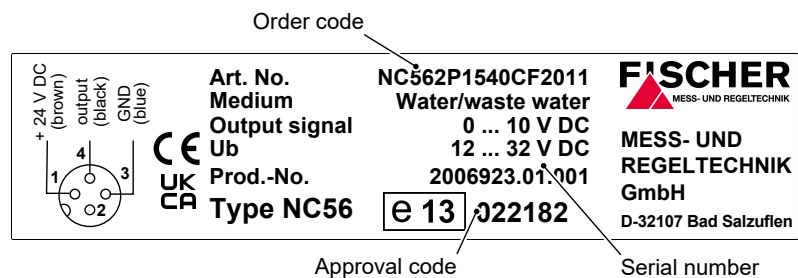 Order code
+ 24 V DC
(brown)
output
(black)
GND
(blue)
1
4
3
2
CE
UK
CA
Art. No. NC562P1540CF2011
Medium Water/waste water
Output signal 0 ... 10 V DC
Ub 12 ... 32 V DC
Prod.-No. 2006923.01.001
Type NC56 e 13 022182
FISCHER
MESS- UND REGELTECHNIK
MESS- UND
REGELTECHNIK
GmbH
D-32107 Bad Salzuflen
Approval code
Serial number